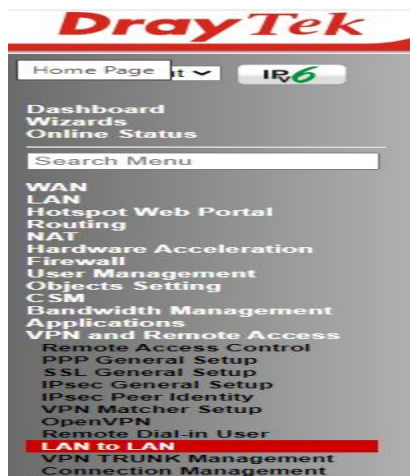 DrayTek
Home Page ut IPv6
Dashboard
Wizards
Online Status
Search Menu
WAN
LAN
Hotspot Web Portal
Routing
NAT
Hardware Acceleration
Firewall
User Management
Objects Setting
CSM
Bandwidth Management
Applications
VPN and Remote Access
Remote Access Control
PPP General Setup
SSL General Setup
IPsec General Setup
IPsec Peer Identity
VPN Matcher Setup
OpenVPN
Remote Dial-in User
LAN to LAN
VPN TRUNK Management
Connection Management